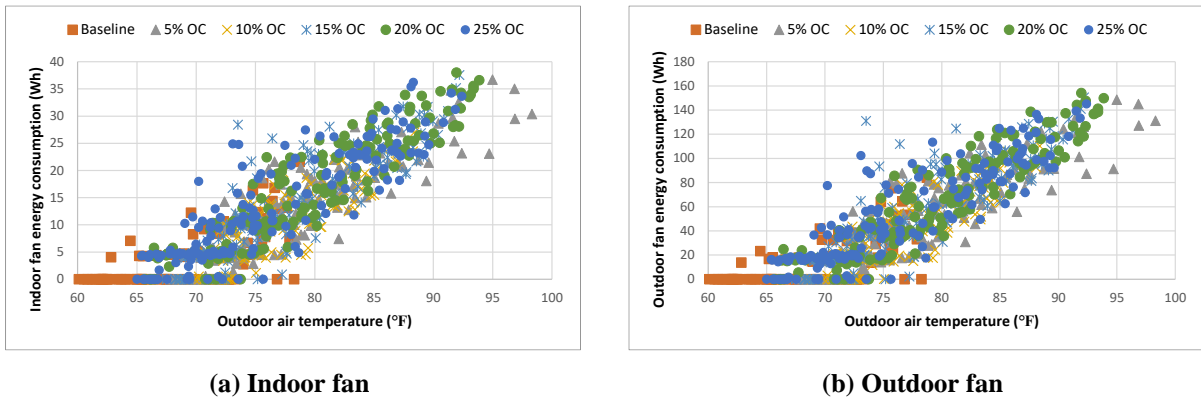 Baseline 5% OC 10% OC 15% OC 20% OC 25% OC
40
35
30
25
20
15
10
5
0
Indoor fan energy consumption (Wh)
60 65 70 75 80 85 90 95 100
Outdoor air temperature (°F)
(a) Indoor fan
Baseline 5% OC 10% OC 15% OC 20% OC 25% OC
180
160
140
120
100
80
60
40
20
0
Outdoor fan energy consumption (Wh)
60 65 70 75 80 85 90 95 100
Outdoor air temperature (°F)
(b) Outdoor fan